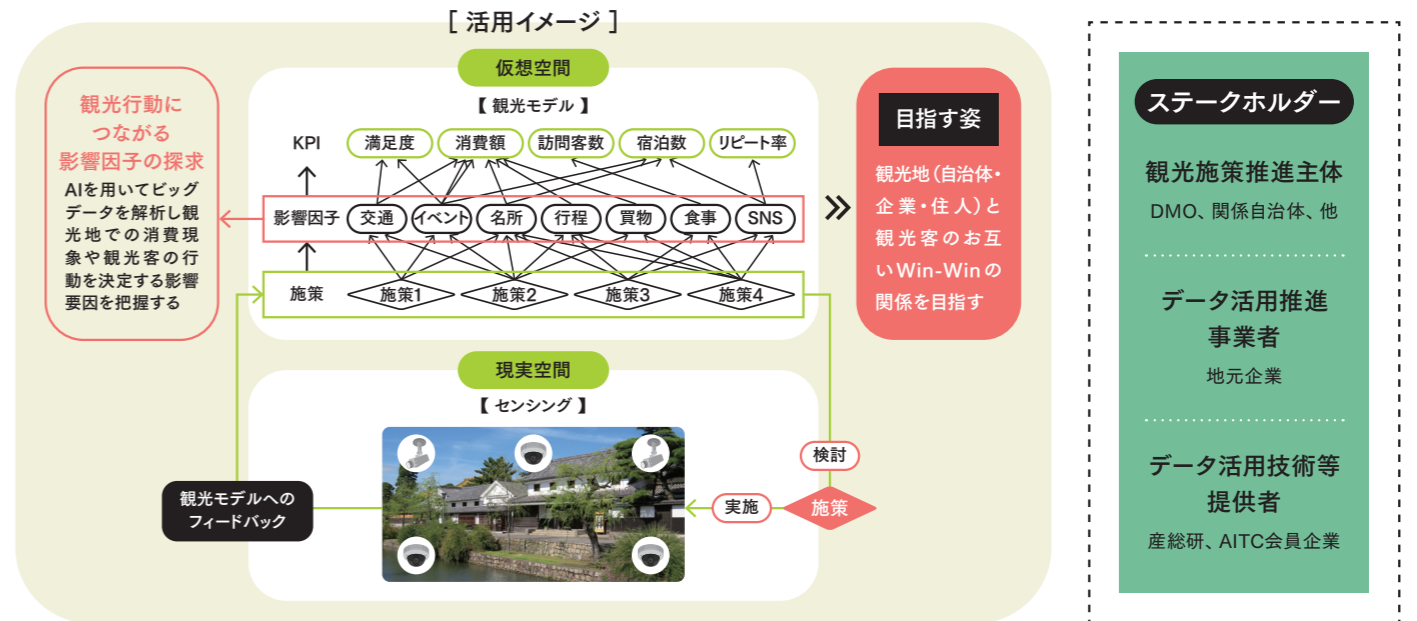 [ 活用イメージ ]
観光行動に
つながる
影響因子の探求
AIを用いてビッグ
データを解析し観
光地での消費現
象や観光客の行
動を決定する影響
要因を把握する
仮想空間
【 観光モデル 】
KPI 満足度 消費額 訪問客数 宿泊数 リピート率
影響因子 交通 イベント 名所 行程 買物 食事 SNS
施策 施策1 施策2 施策3 施策4
目指す姿
観光地(自治体・
企業・住人)と
観光客のお互
いWin-Winの
関係を目指す
現実空間
【 センシング 】
観光モデルへの
フィードバック
検討
実施
施策
ステークホルダー
観光施策推進主体
DMO、関係自治体、他
データ活用推進
事業者
地元企業
データ活用技術等
提供者
産総研、AITC会員企業